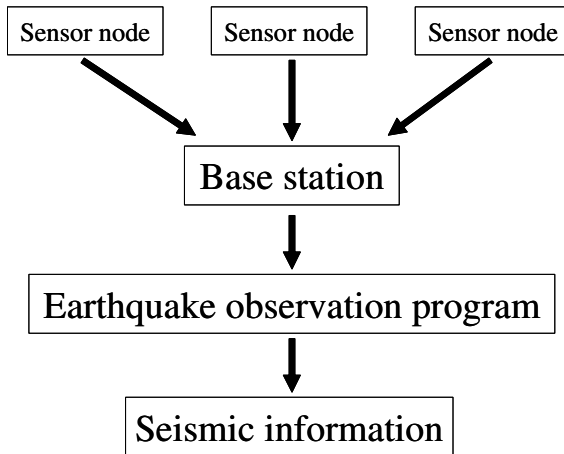 Sensor node
Sensor node
Sensor node
Base station
Earthquake observation program
Seismic information